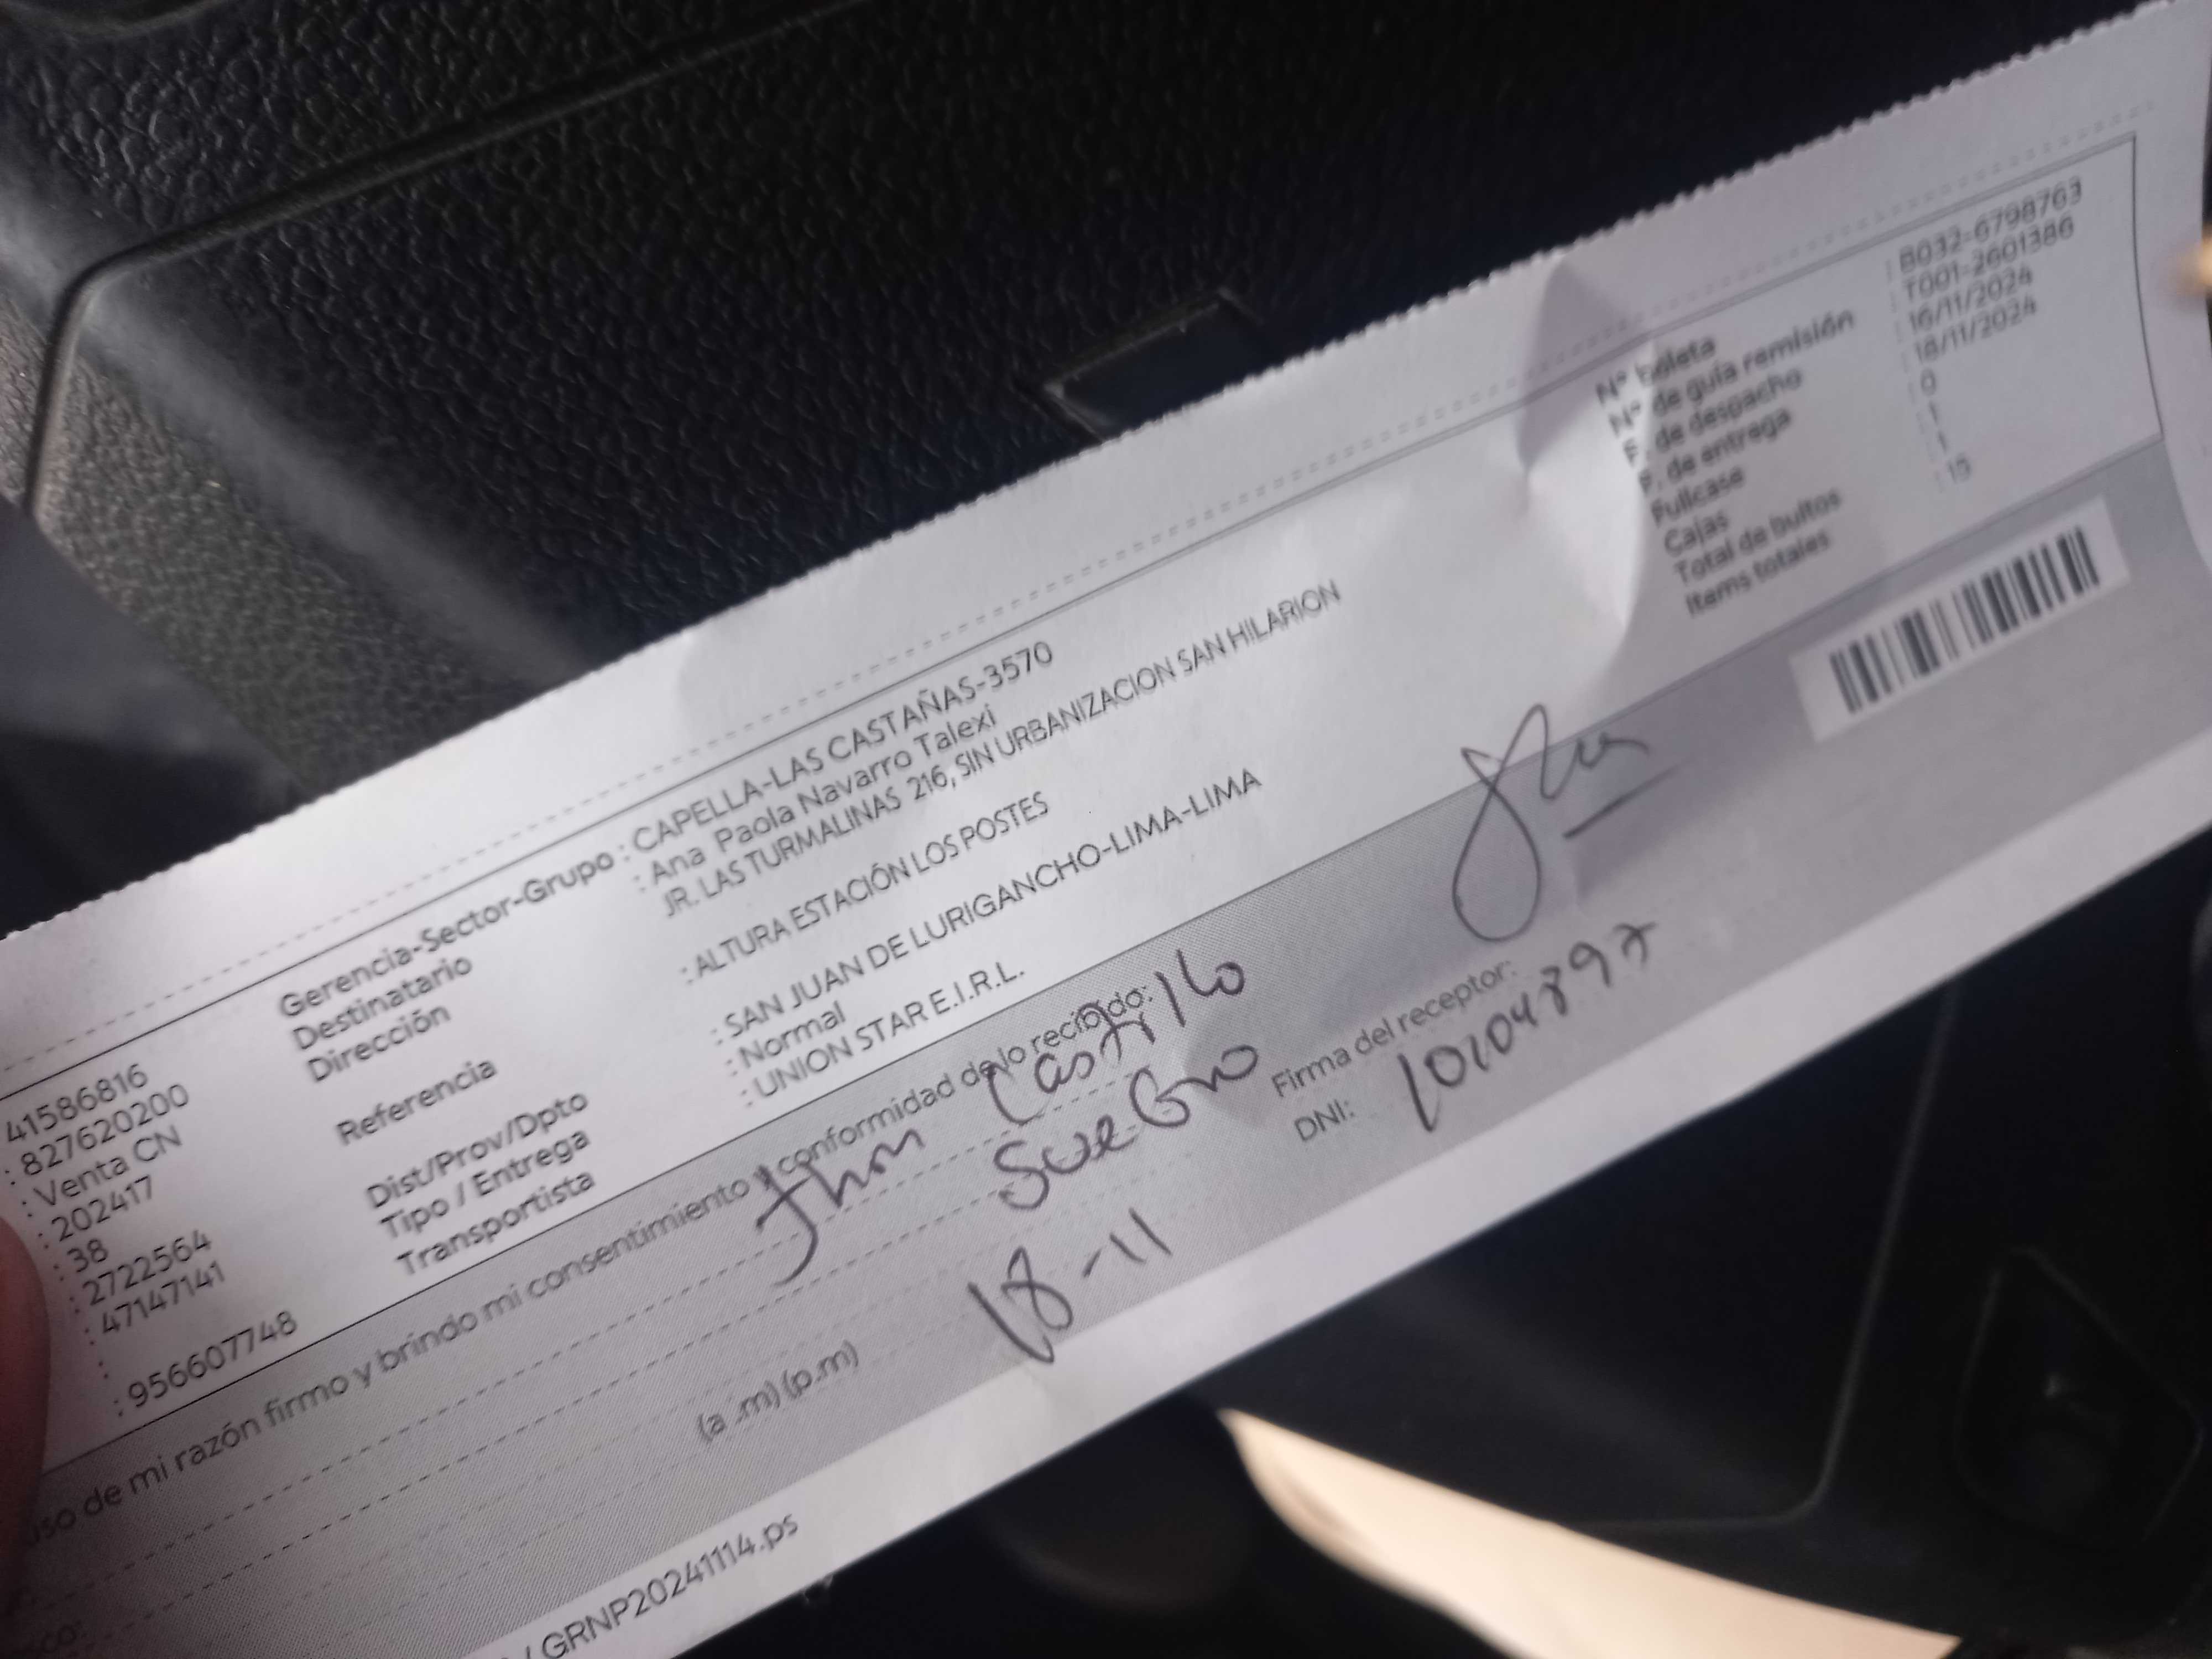 41586816
: 827620200
: Venta CN
: 202417
: 38
: 2722564
: 47147141
:
: 956607748
Gerencia-Sector-Grupo : CAPELLA-LAS CASTAÑAS-3570
Destinatario : Ana Paola Navarro Talexi
Dirección JR. LAS TURMALINAS 216, SIN URBANIZACION SAN HILARION
Referencia : ALTURA ESTACIÓN LOS POSTES
Dist/Prov/Dpto : SAN JUAN DE LURIGANCHO-LIMA-LIMA
Tipo / Entrega : Normal
Transportista : UNION STAR E.I.R.L.
N° boleta : B032-6798763
N° de guía remisión : T001-2601386
F. de despacho : 16/11/2024
F. de entrega : 18/11/2024
Fullcase : 0
Cajas : 1
Total de bultos : 1
Items totales : 15
uso de mi razón firmo y brindo mi consentimiento y conformidad de lo recibido:
Jhon Castillo
Suegro
18-11
(a .m) (p.m)
Firma del receptor:
DNI: 10104897
/ GRNP20241114.ps